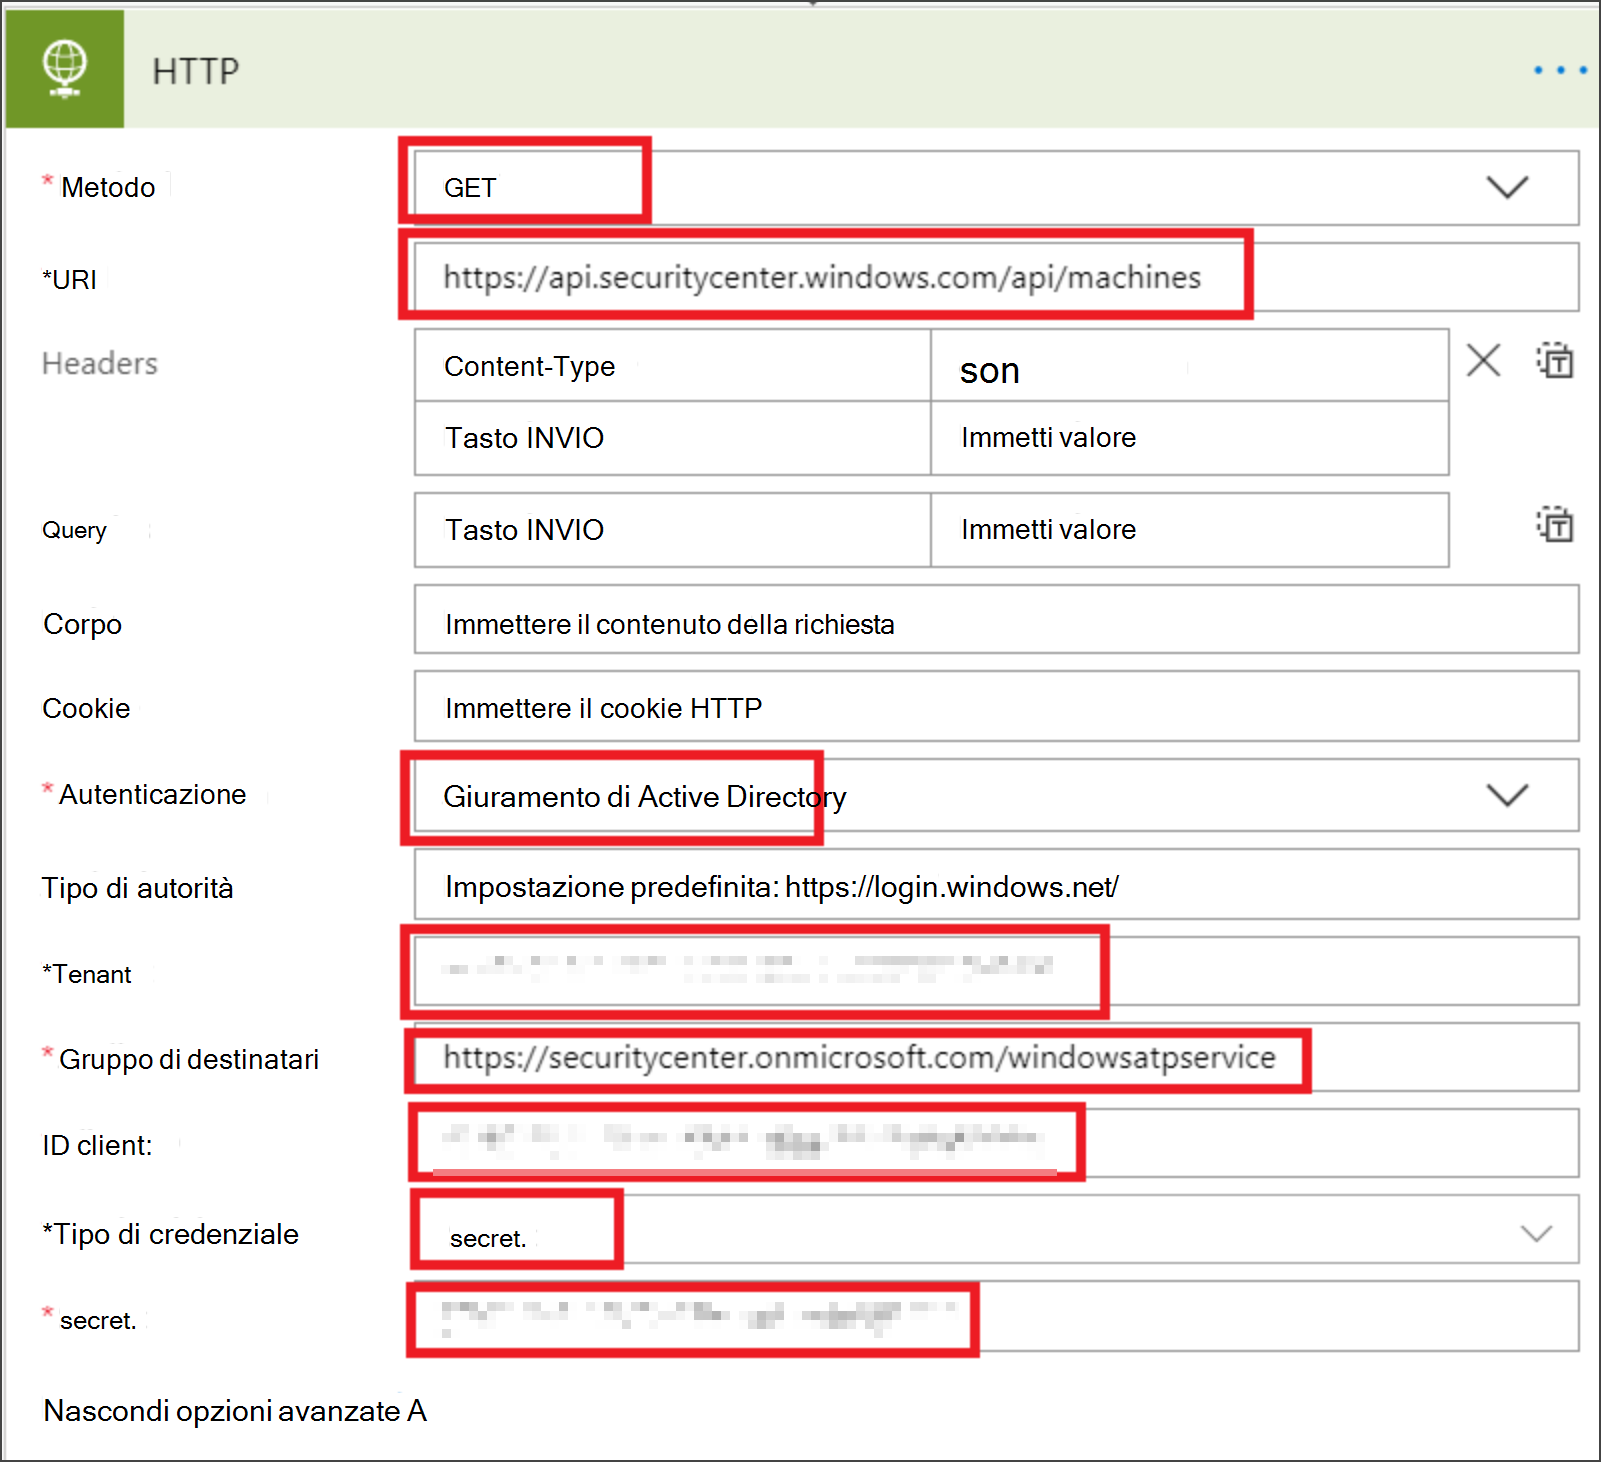 HTTP
* Metodo GET
*URI https://api.securitycenter.windows.com/api/machines
Headers Content-Type son
Tasto INVIO Immetti valore
Query Tasto INVIO Immetti valore
Corpo Immettere il contenuto della richiesta
Cookie Immettere il cookie HTTP
* Autenticazione Giuramento di Active Directory
Tipo di autorità Impostazione predefinita: https://login.windows.net/
*Tenant
* Gruppo di destinatari https://securitycenter.onmicrosoft.com/windowsatpservice
ID client:
*Tipo di credenziale secret.
* secret.
Nascondi opzioni avanzate A